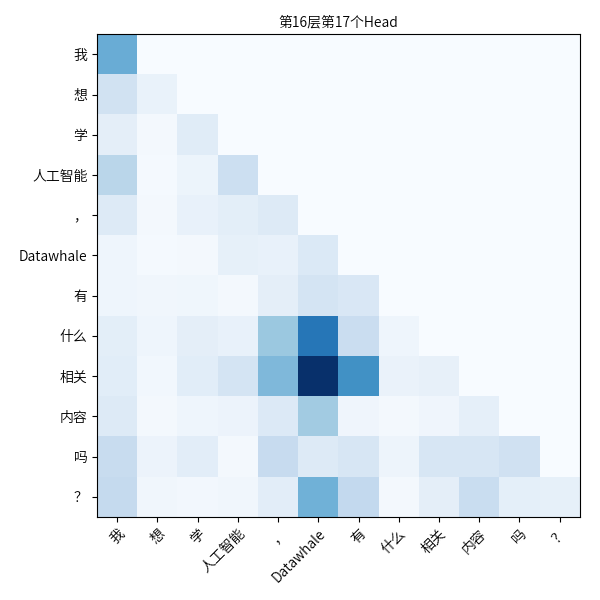 第16层第17个Head
我
想
学
人工智能
，
Datawhale
有
什么
相关
内容
吗
？
我
想
学
人工智能
，
Datawhale
有
什么
相关
内容
吗
？